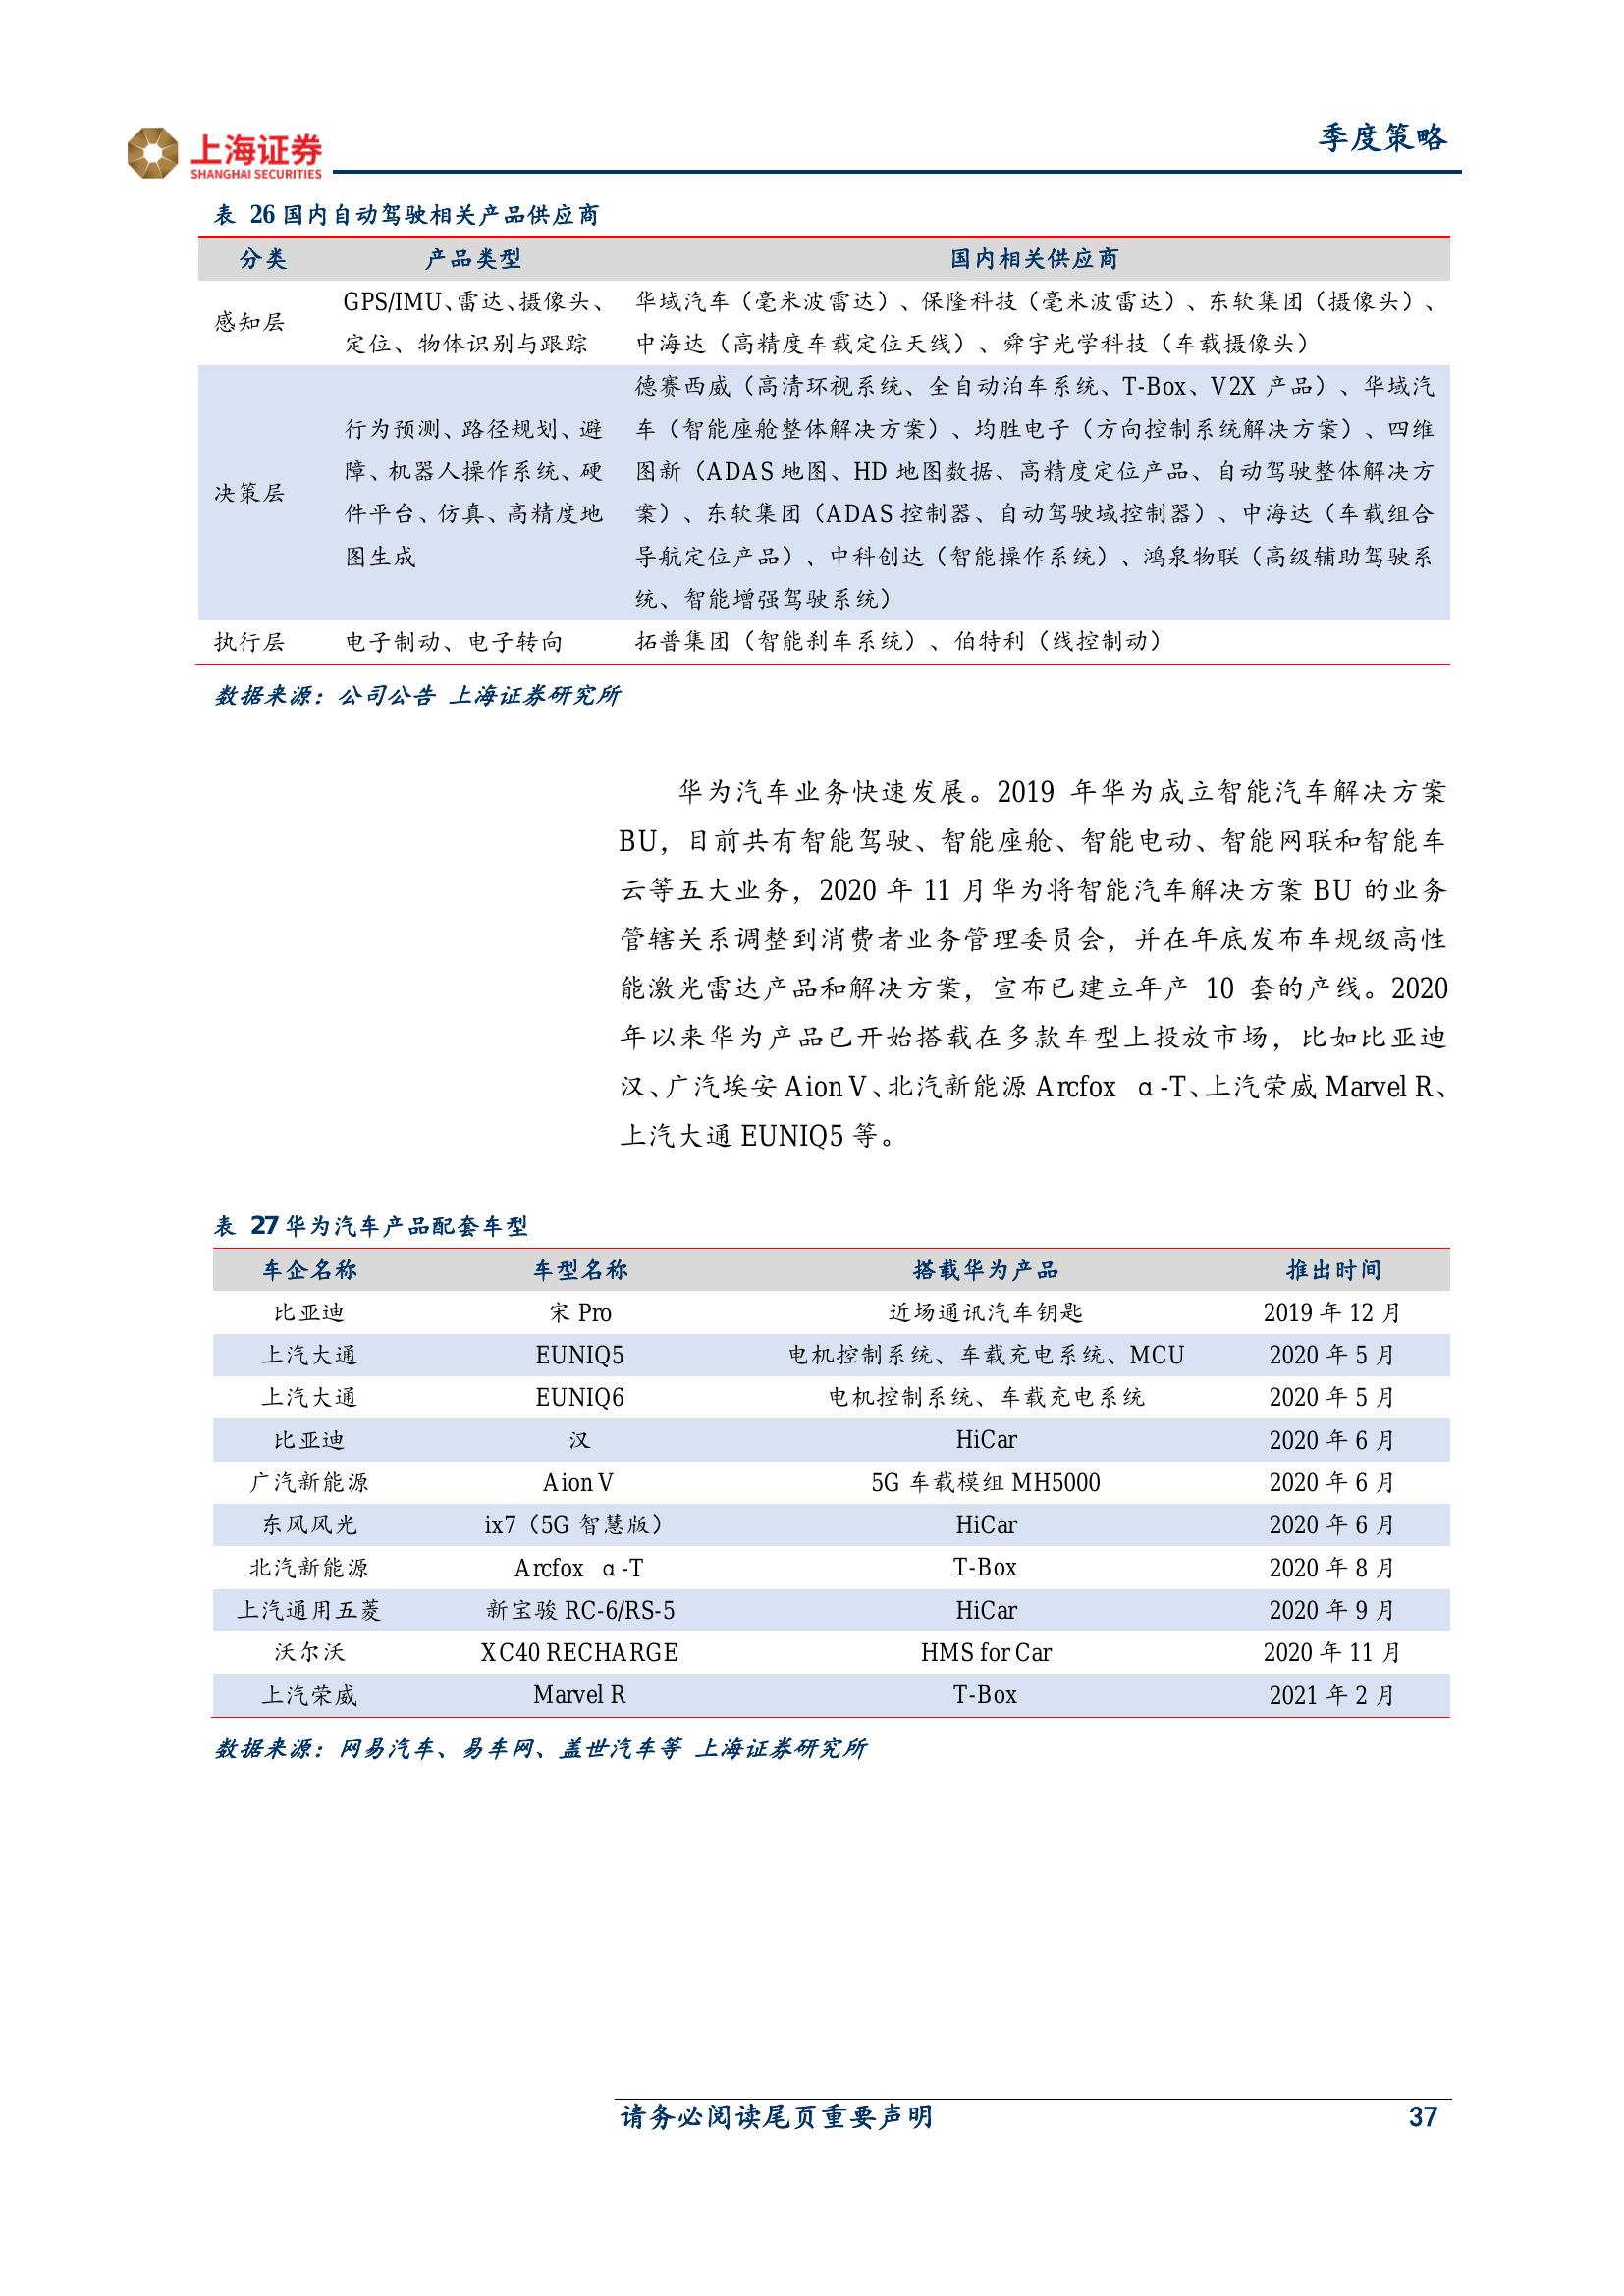 上海证券
SHANGHAI SECURITIES
季度策略
表 26 国内自动驾驶相关产品供应商
分类 产品类型 国内相关供应商
感知层
GPS/IMU、雷达、摄像头、
定位、物体识别与跟踪
华域汽车（毫米波雷达）、保隆科技（毫米波雷达）、东软集团（摄像头）、
中海达（高精度车载定位天线）、舜宇光学科技（车载摄像头）
决策层
行为预测、路径规划、避
障、机器人操作系统、硬
件平台、仿真、高精度地
图生成
德赛西威（高清环视系统、全自动泊车系统、T-Box、V2X 产品）、华域汽
车（智能座舱整体解决方案）、均胜电子（方向控制系统解决方案）、四维
图新（ADAS 地图、HD 地图数据、高精度定位产品、自动驾驶整体解决方
案）、东软集团（ADAS 控制器、自动驾驶域控制器）、中海达（车载组合
导航定位产品）、中科创达（智能操作系统）、鸿泉物联（高级辅助驾驶系
统、智能增强驾驶系统）
执行层 电子制动、电子转向 拓普集团（智能刹车系统）、伯特利（线控制动）
数据来源：公司公告 上海证券研究所
华为汽车业务快速发展。2019 年华为成立智能汽车解决方案
BU，目前共有智能驾驶、智能座舱、智能电动、智能网联和智能车
云等五大业务，2020 年 11 月华为将智能汽车解决方案 BU 的业务
管辖关系调整到消费者业务管理委员会，并在年底发布车规级高性
能激光雷达产品和解决方案，宣布已建立年产 10 套的产线。2020
年以来华为产品已开始搭载在多款车型上投放市场，比如比亚迪
汉、广汽埃安 Aion V、北汽新能源 Arcfox α-T、上汽荣威 Marvel R、
上汽大通 EUNIQ5 等。
表 27 华为汽车产品配套车型
车企名称 车型名称 搭载华为产品 推出时间
比亚迪 宋 Pro 近场通讯汽车钥匙 2019 年 12 月
上汽大通 EUNIQ5 电机控制系统、车载充电系统、MCU 2020 年 5 月
上汽大通 EUNIQ6 电机控制系统、车载充电系统 2020 年 5 月
比亚迪 汉 HiCar 2020 年 6 月
广汽新能源 Aion V 5G 车载模组 MH5000 2020 年 6 月
东风风光 ix7（5G 智慧版） HiCar 2020 年 6 月
北汽新能源 Arcfox α-T T-Box 2020 年 8 月
上汽通用五菱 新宝骏 RC-6/RS-5 HiCar 2020 年 9 月
沃尔沃 XC40 RECHARGE HMS for Car 2020 年 11 月
上汽荣威 Marvel R T-Box 2021 年 2 月
数据来源：网易汽车、易车网、盖世汽车等 上海证券研究所
请务必阅读尾页重要声明 37